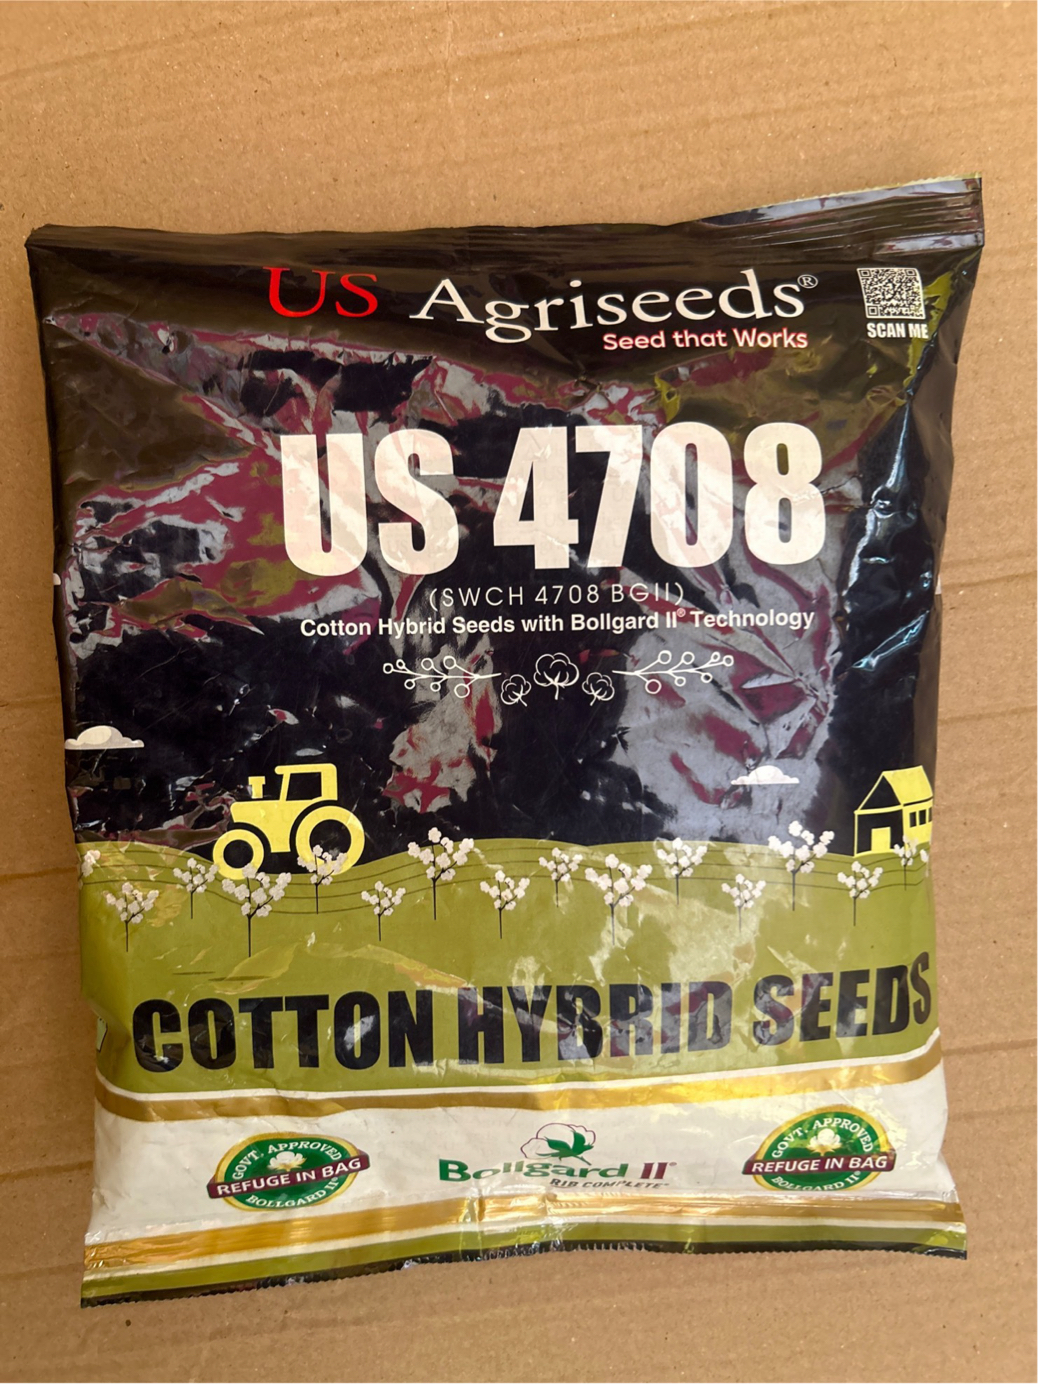 US Agriseeds®
Seed that Works
SCAN ME
US 4708
(SWCH 4708 BGII)
Cotton Hybrid Seeds with Bollgard II® Technology
COTTON HYBRID SEEDS
GOVT. APPROVED
REFUGE IN BAG
BOLLGARD II®
Bollgard II®
RIB COMPLETE™
GOVT. APPROVED
REFUGE IN BAG
BOLLGARD II®